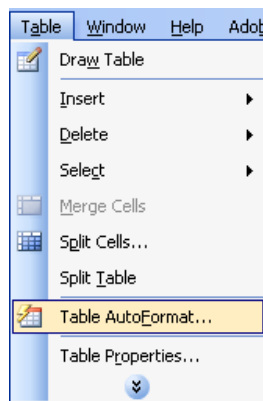 Table Window Help Adob
Draw Table
Insert
Delete
Select
Merge Cells
Split Cells...
Split Table
Table AutoFormat...
Table Properties...